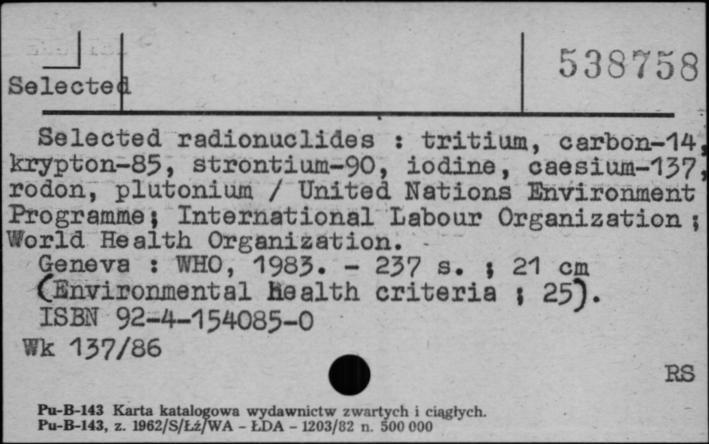 538758
Selected
Selected radionuclides : tritium, carbon-14,
krypton-85, strontium-90, iodine, caesium-137,
rodon, plutonium / United Nations Environment
Programme; International Labour Organization ;
World Health Organization.
Geneva : WHO, 1983. - 237 s. ; 21 cm
(Environmental health criteria ; 25).
ISBN 92-4-154085-0
Wk 137/86
RS
Pu-B-143 Karta katalogowa wydawnictw zwartych i ciągłych.
Pu-B-143, z. 1962/S/Łż/WA - ŁDA - 1203/82 n. 500 000